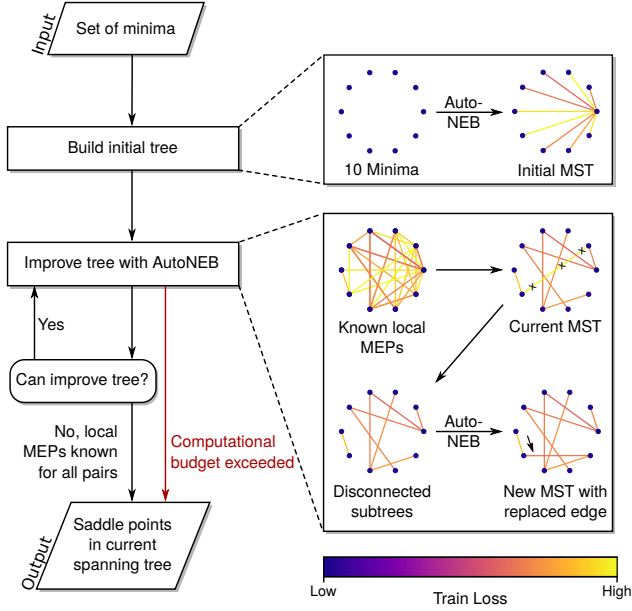 Input
Set of minima
Build initial tree
Improve tree with AutoNEB
Yes
Can improve tree?
No, local
MEPs known
for all pairs
Computational
budget exceeded
Output
Saddle points
in current
spanning tree
Auto-
NEB
10 Minima
Initial MST
Known local
MEPs
Current MST
Auto-
NEB
Disconnected
subtrees
New MST with
replaced edge
Low
Train Loss
High